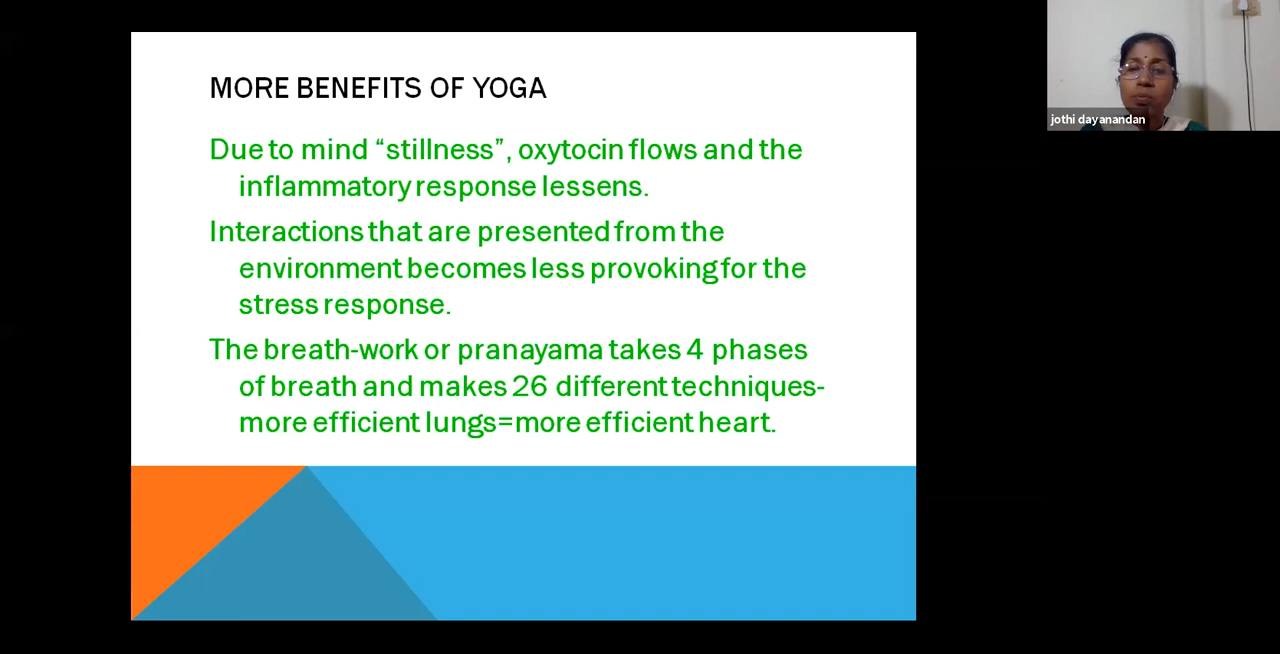 MORE BENEFITS OF YOGA
Due to mind “stillness”, oxytocin flows and the
inflammatory response lessens.
Interactions that are presented from the
environment becomes less provoking for the
stress response.
The breath-work or pranayama takes 4 phases
of breath and makes 26 different techniques-
more efficient lungs=more efficient heart.
jothi dayanandan